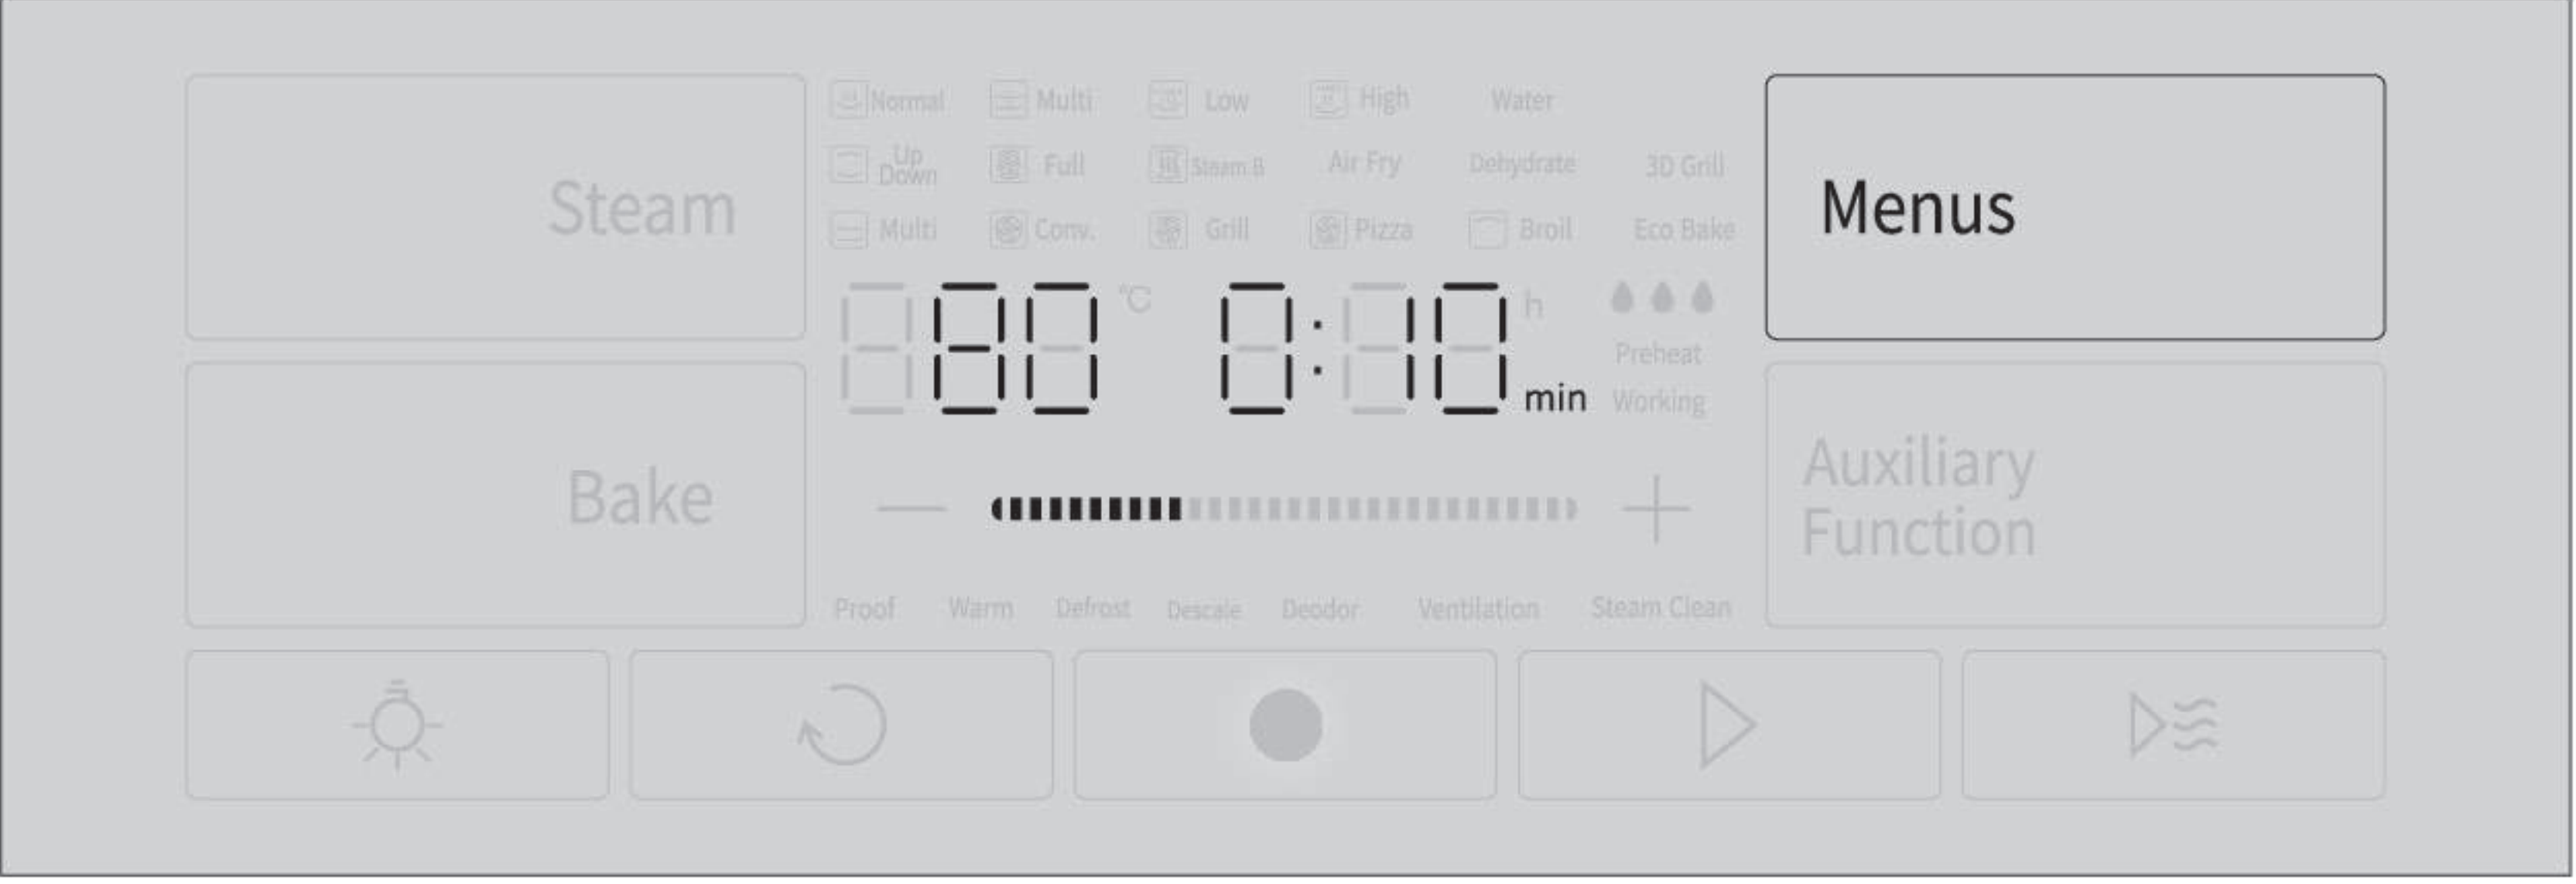 Normal Multi Low High Water
Up Down Full Steam B Air Fry Dehydrate 3D Grill
Multi Conv. Grill Pizza Broil Eco Bake
Steam
Menus
80 °C 0:10 h min
Preheat
Working
Bake
Auxiliary
Function
Proof Warm Defrost Descale Deodor Ventilation Steam Clean